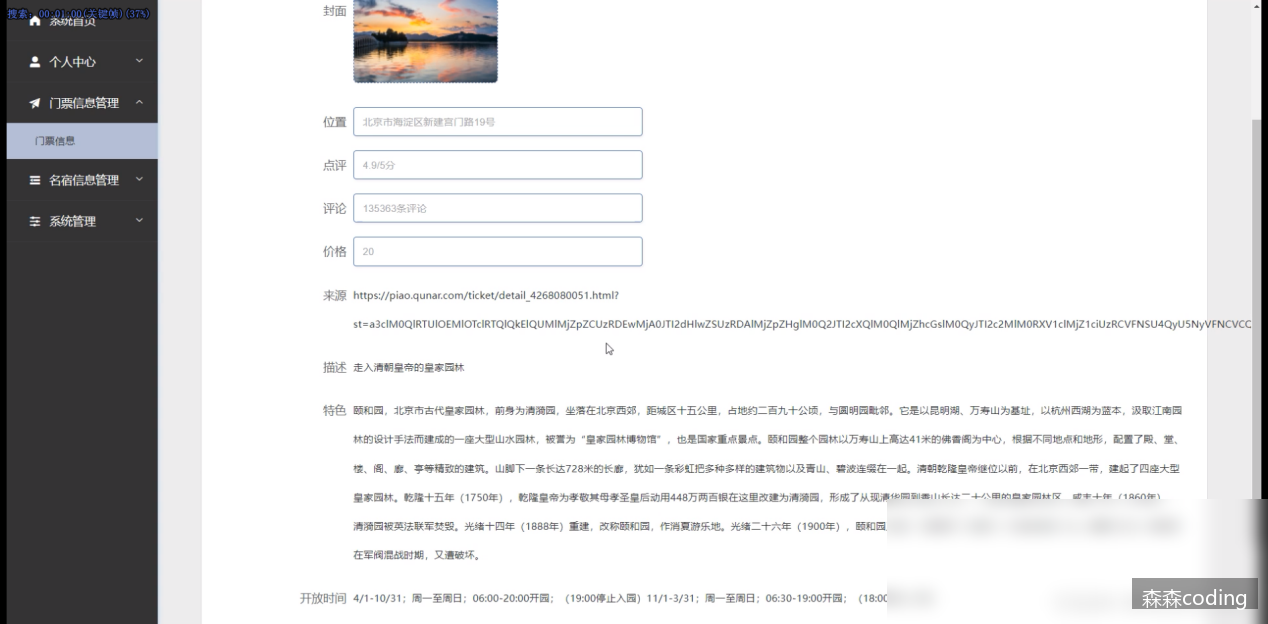 搜索: 00:01:00(关键帧)(37%)
系统首页
个人中心
门票信息管理
门票信息
名宿信息管理
系统管理
封面
位置 北京市海淀区新建宫门路19号
点评 4.9/5分
评论 135363条评论
价格 20
来源 https://piao.qunar.com/ticket/detail_4268080051.html?
描述 走入清朝皇帝的皇家园林
特色 颐和园，北京市古代皇家园林，前身为清漪园，坐落在北京西郊，距城区十五公里，占地约二百九十公顷，与圆明园毗邻。它是以昆明湖、万寿山为基址，以杭州西湖为蓝本，汲取江南园
林的设计手法而建成的一座大型山水园林，被誉为“皇家园林博物馆”，也是国家重点景点。颐和园整个园林以万寿山上高达41米的佛香阁为中心，根据不同地点和地形，配置了殿、堂、
楼、阁、廊、亭等精致的建筑。山脚下一条长达728米的长廊，犹如一条彩虹把多种多样的建筑物以及青山、碧波连缀在一起。清朝乾隆皇帝继位以前，在北京西郊一带，建起了四座大型
皇家园林。乾隆十五年（1750年），乾隆皇帝为孝敬其母孝圣皇后动用448万两白银在这里改建为清漪园，形成了从现清华园到香山长达二十公里的皇家园林区。咸丰十年（1860年）
清漪园被英法联军焚毁。光绪十四年（1888年）重建，改称颐和园，作消夏游乐地。光绪二十六年（1900年），颐和园
在军阀混战时期，又遭破坏。
开放时间 4/1-10/31；周一至周日；06:00-20:00开园；（19:00停止入园）11/1-3/31；周一至周日；06:30-19:00开园；（18:00
森森coding